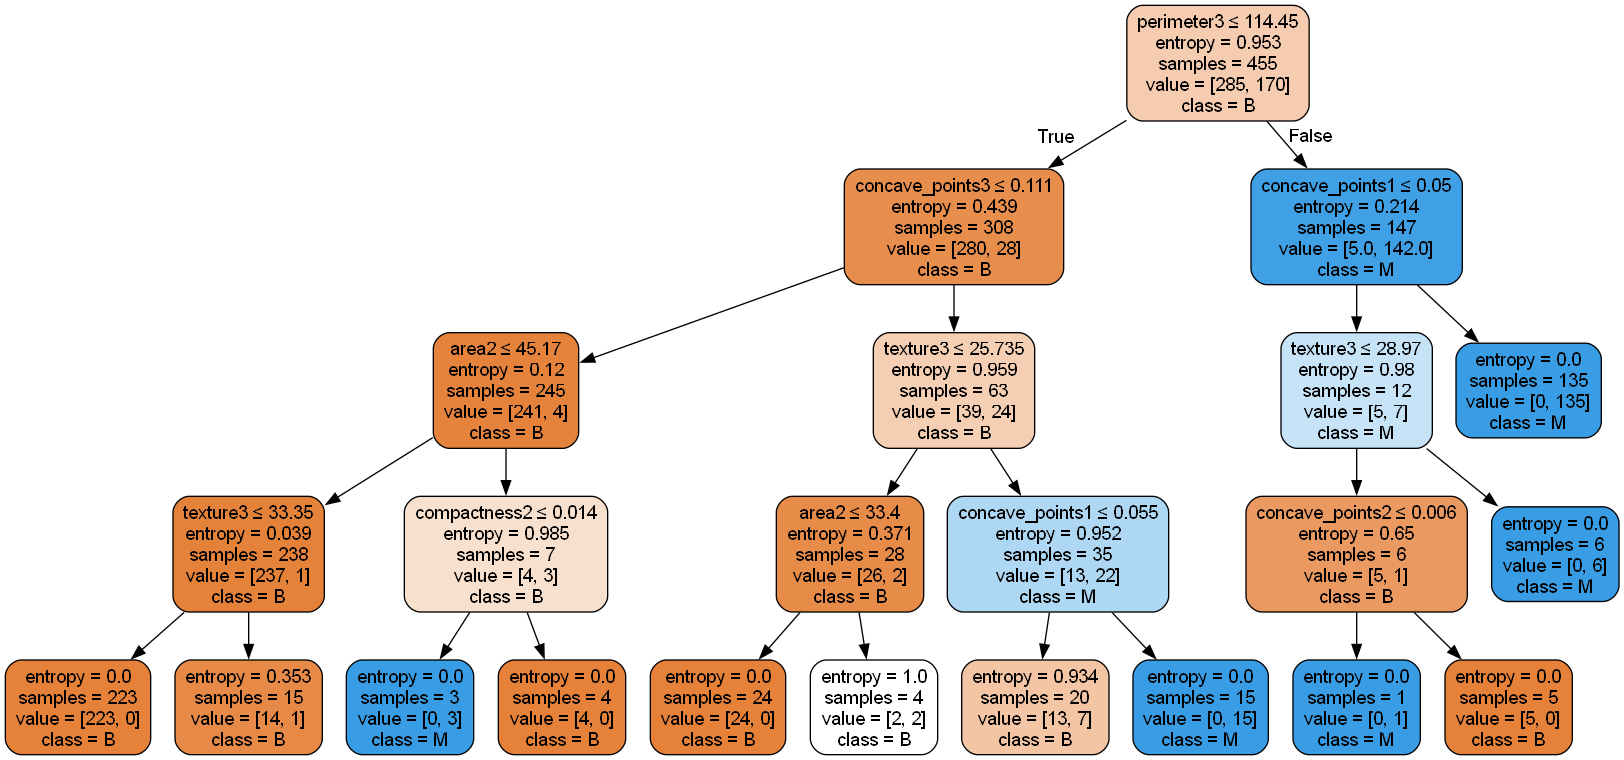 perimeter3 ≤ 114.45
entropy = 0.953
samples = 455
value = [285, 170]
class = B
True
False
concave_points3 ≤ 0.111
entropy = 0.439
samples = 308
value = [280, 28]
class = B
concave_points1 ≤ 0.05
entropy = 0.214
samples = 147
value = [5.0, 142.0]
class = M
area2 ≤ 45.17
entropy = 0.12
samples = 245
value = [241, 4]
class = B
texture3 ≤ 25.735
entropy = 0.959
samples = 63
value = [39, 24]
class = B
texture3 ≤ 28.97
entropy = 0.98
samples = 12
value = [5, 7]
class = M
entropy = 0.0
samples = 135
value = [0, 135]
class = M
texture3 ≤ 33.35
entropy = 0.039
samples = 238
value = [237, 1]
class = B
compactness2 ≤ 0.014
entropy = 0.985
samples = 7
value = [4, 3]
class = B
area2 ≤ 33.4
entropy = 0.371
samples = 28
value = [26, 2]
class = B
concave_points1 ≤ 0.055
entropy = 0.952
samples = 35
value = [13, 22]
class = M
concave_points2 ≤ 0.006
entropy = 0.65
samples = 6
value = [5, 1]
class = B
entropy = 0.0
samples = 6
value = [0, 6]
class = M
entropy = 0.0
samples = 223
value = [223, 0]
class = B
entropy = 0.353
samples = 15
value = [14, 1]
class = B
entropy = 0.0
samples = 3
value = [0, 3]
class = M
entropy = 0.0
samples = 4
value = [4, 0]
class = B
entropy = 0.0
samples = 24
value = [24, 0]
class = B
entropy = 1.0
samples = 4
value = [2, 2]
class = B
entropy = 0.934
samples = 20
value = [13, 7]
class = B
entropy = 0.0
samples = 15
value = [0, 15]
class = M
entropy = 0.0
samples = 1
value = [0, 1]
class = M
entropy = 0.0
samples = 5
value = [5, 0]
class = B